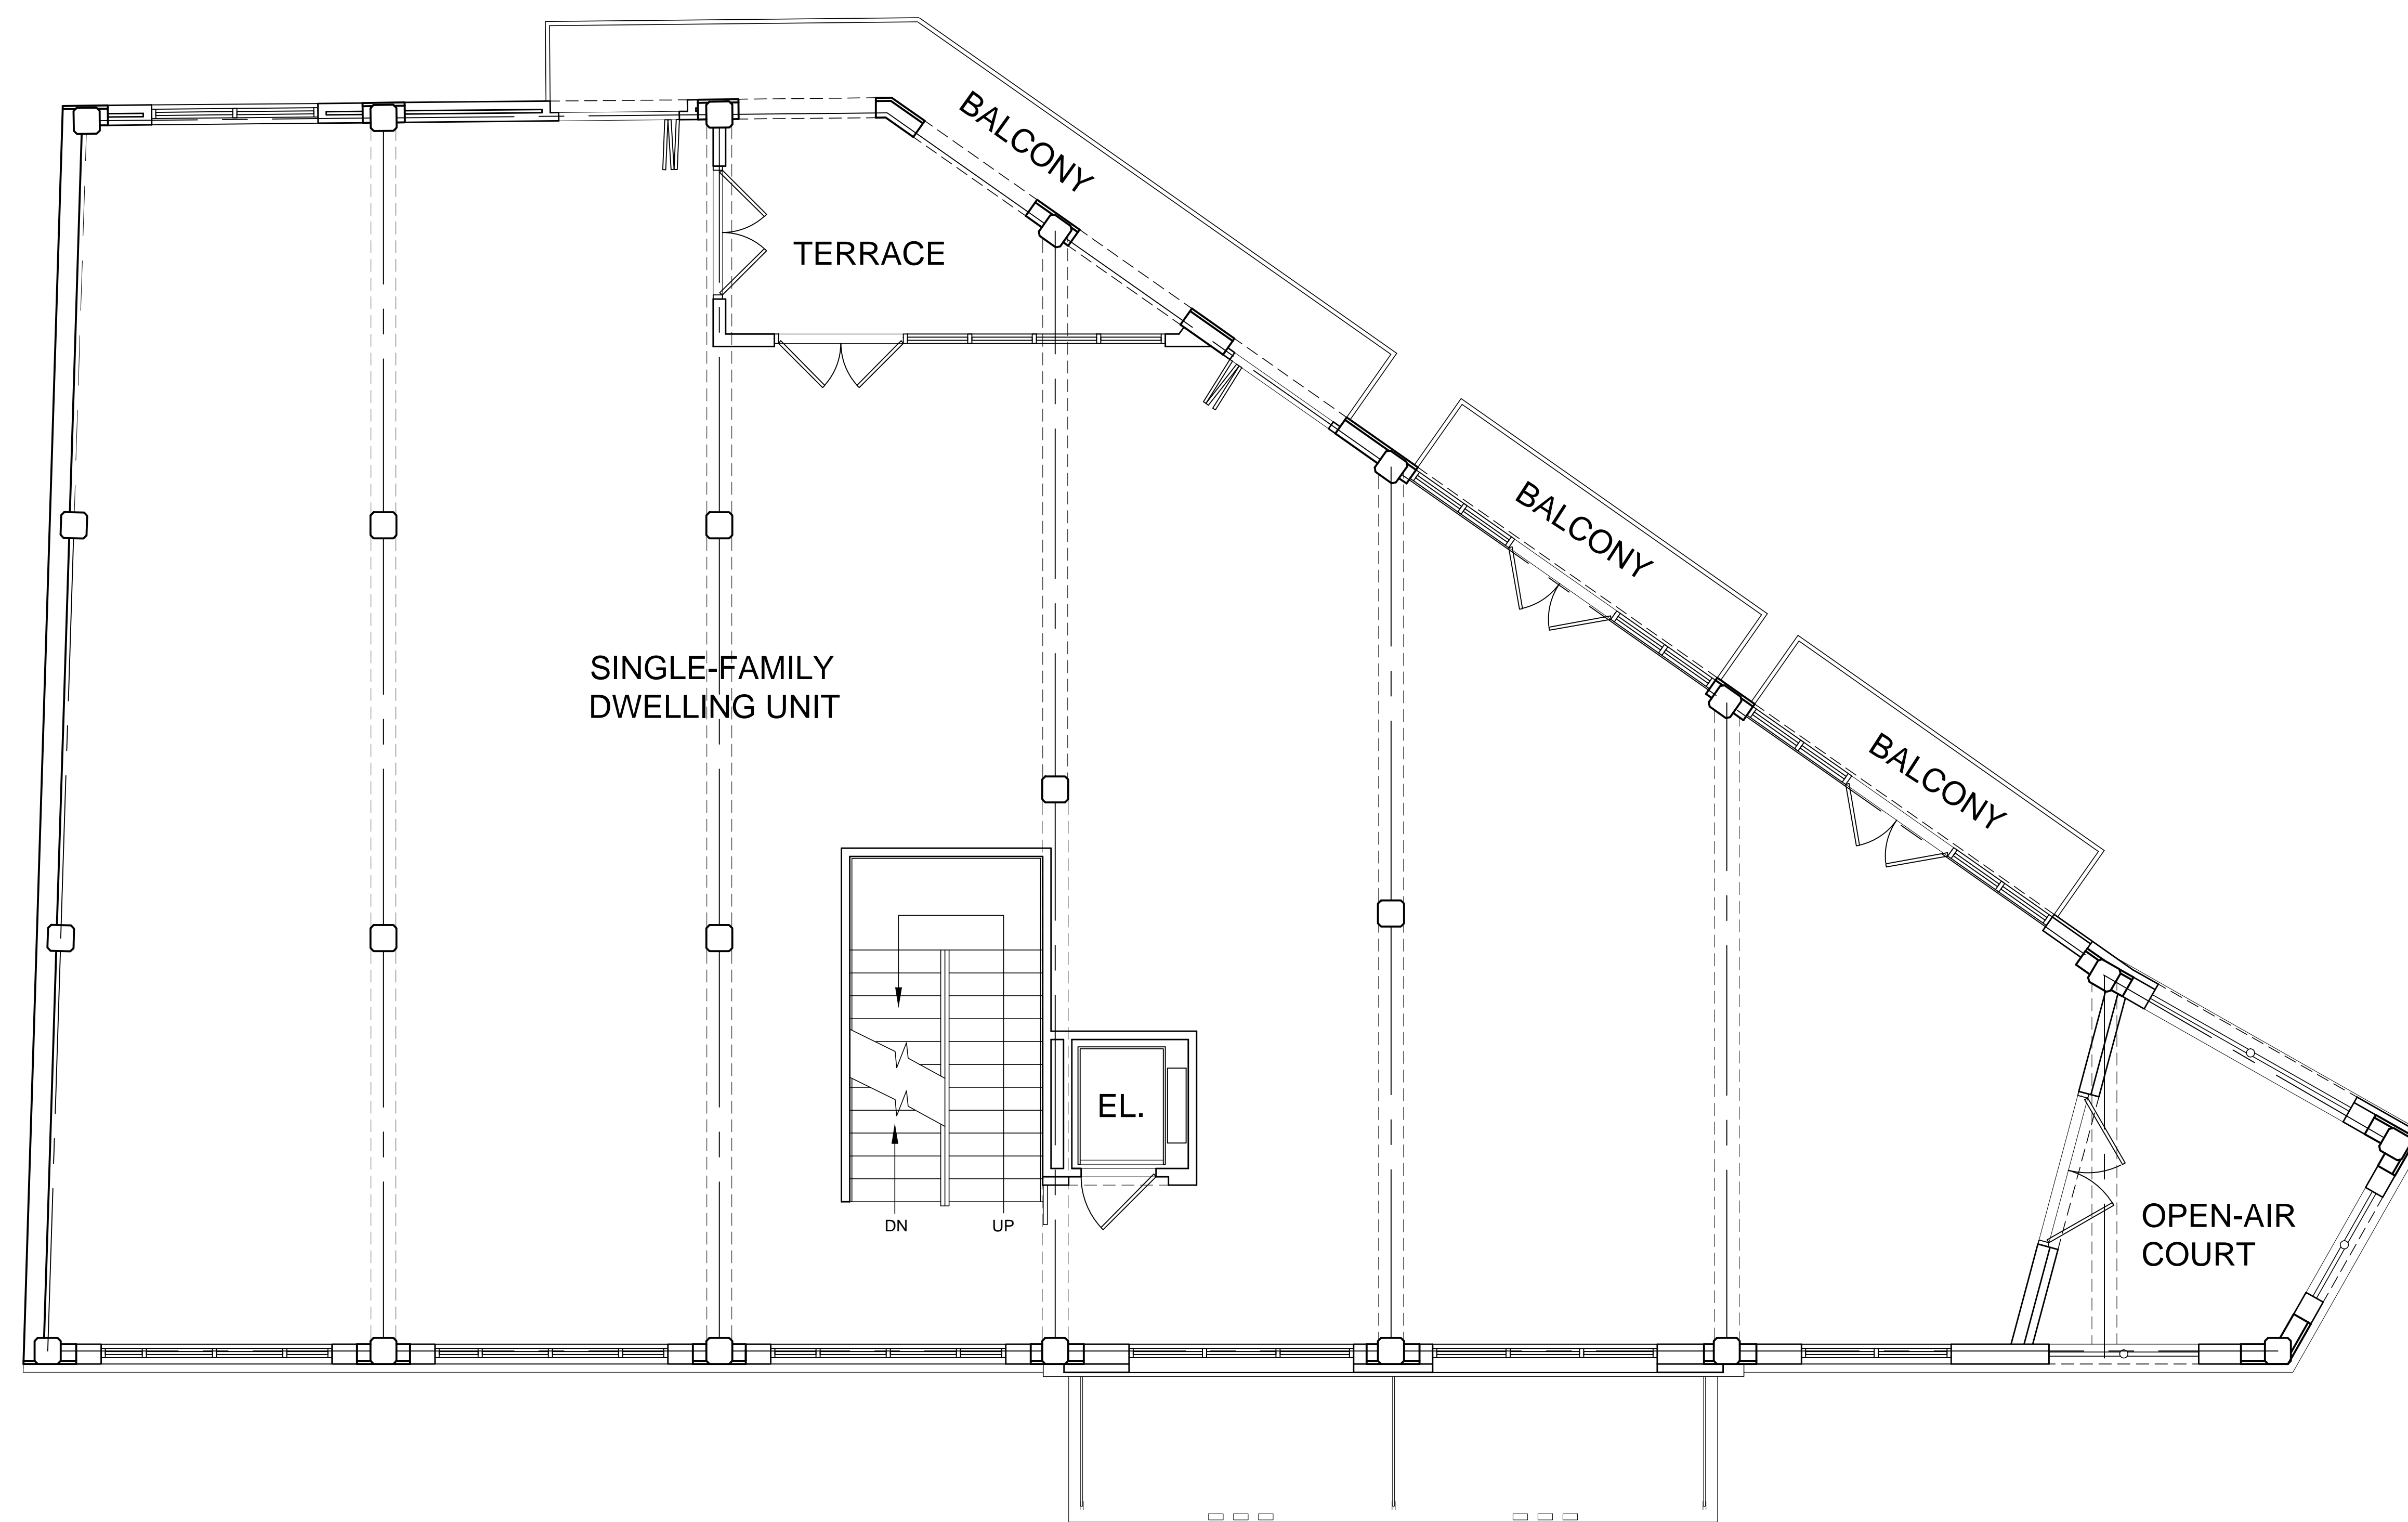 BALCONY
TERRACE
BALCONY
SINGLE-FAMILY
DWELLING UNIT
BALCONY
EL.
DN
UP
OPEN-AIR
COURT